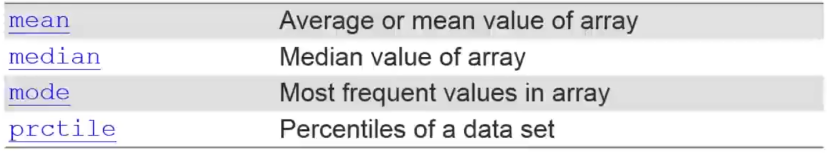 mean Average or mean value of array
median Median value of array
mode Most frequent values in array
prctile Percentiles of a data set